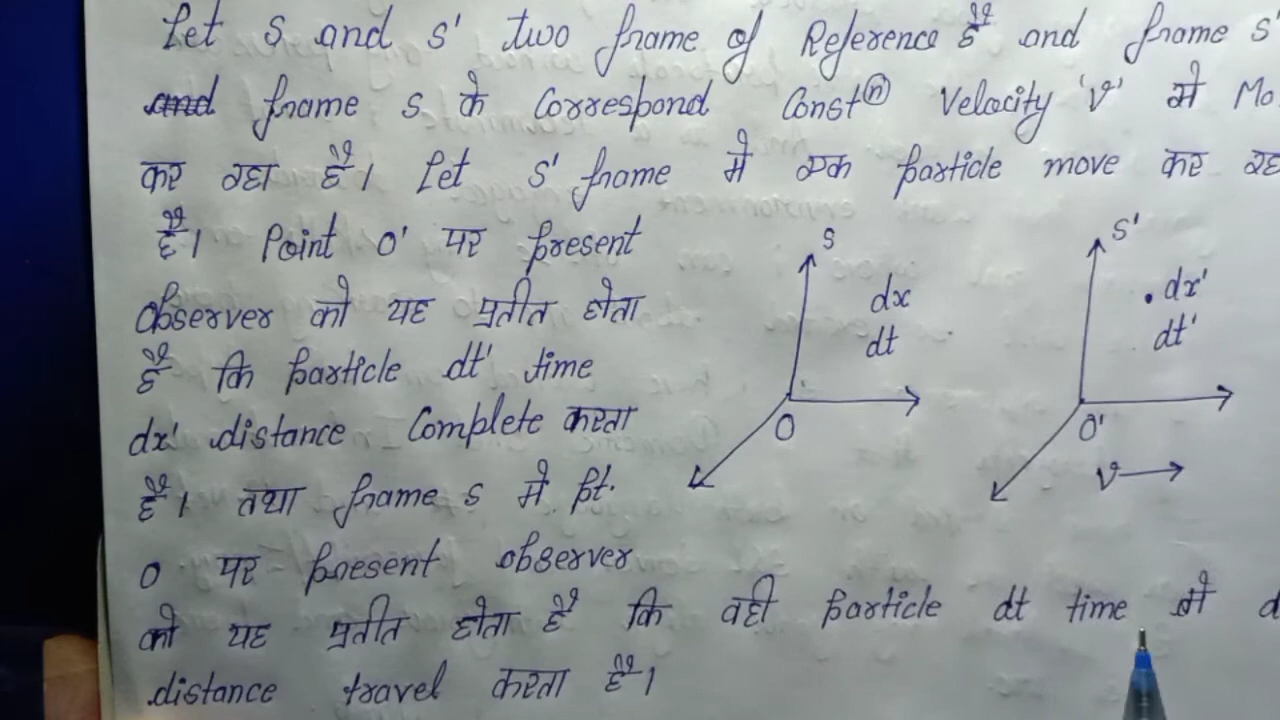 Let S and S' two frame of Reference है and frame S'
and frame S के Correspond Constⁿ Velocity 'v' से Mo
कर रहा है। Let S' frame में एक particle move कर रह
है। Point O' पर present
observer को यह प्रतीत होता
है कि particle dt' time
dx' distance Complete करता
है। तथा frame S में pt.
O पर present observer
को यह प्रतीत होता है कि वही particle dt time में d
distance travel करता है।
S
dx
dt
O
S'
dx'
dt'
O'
v